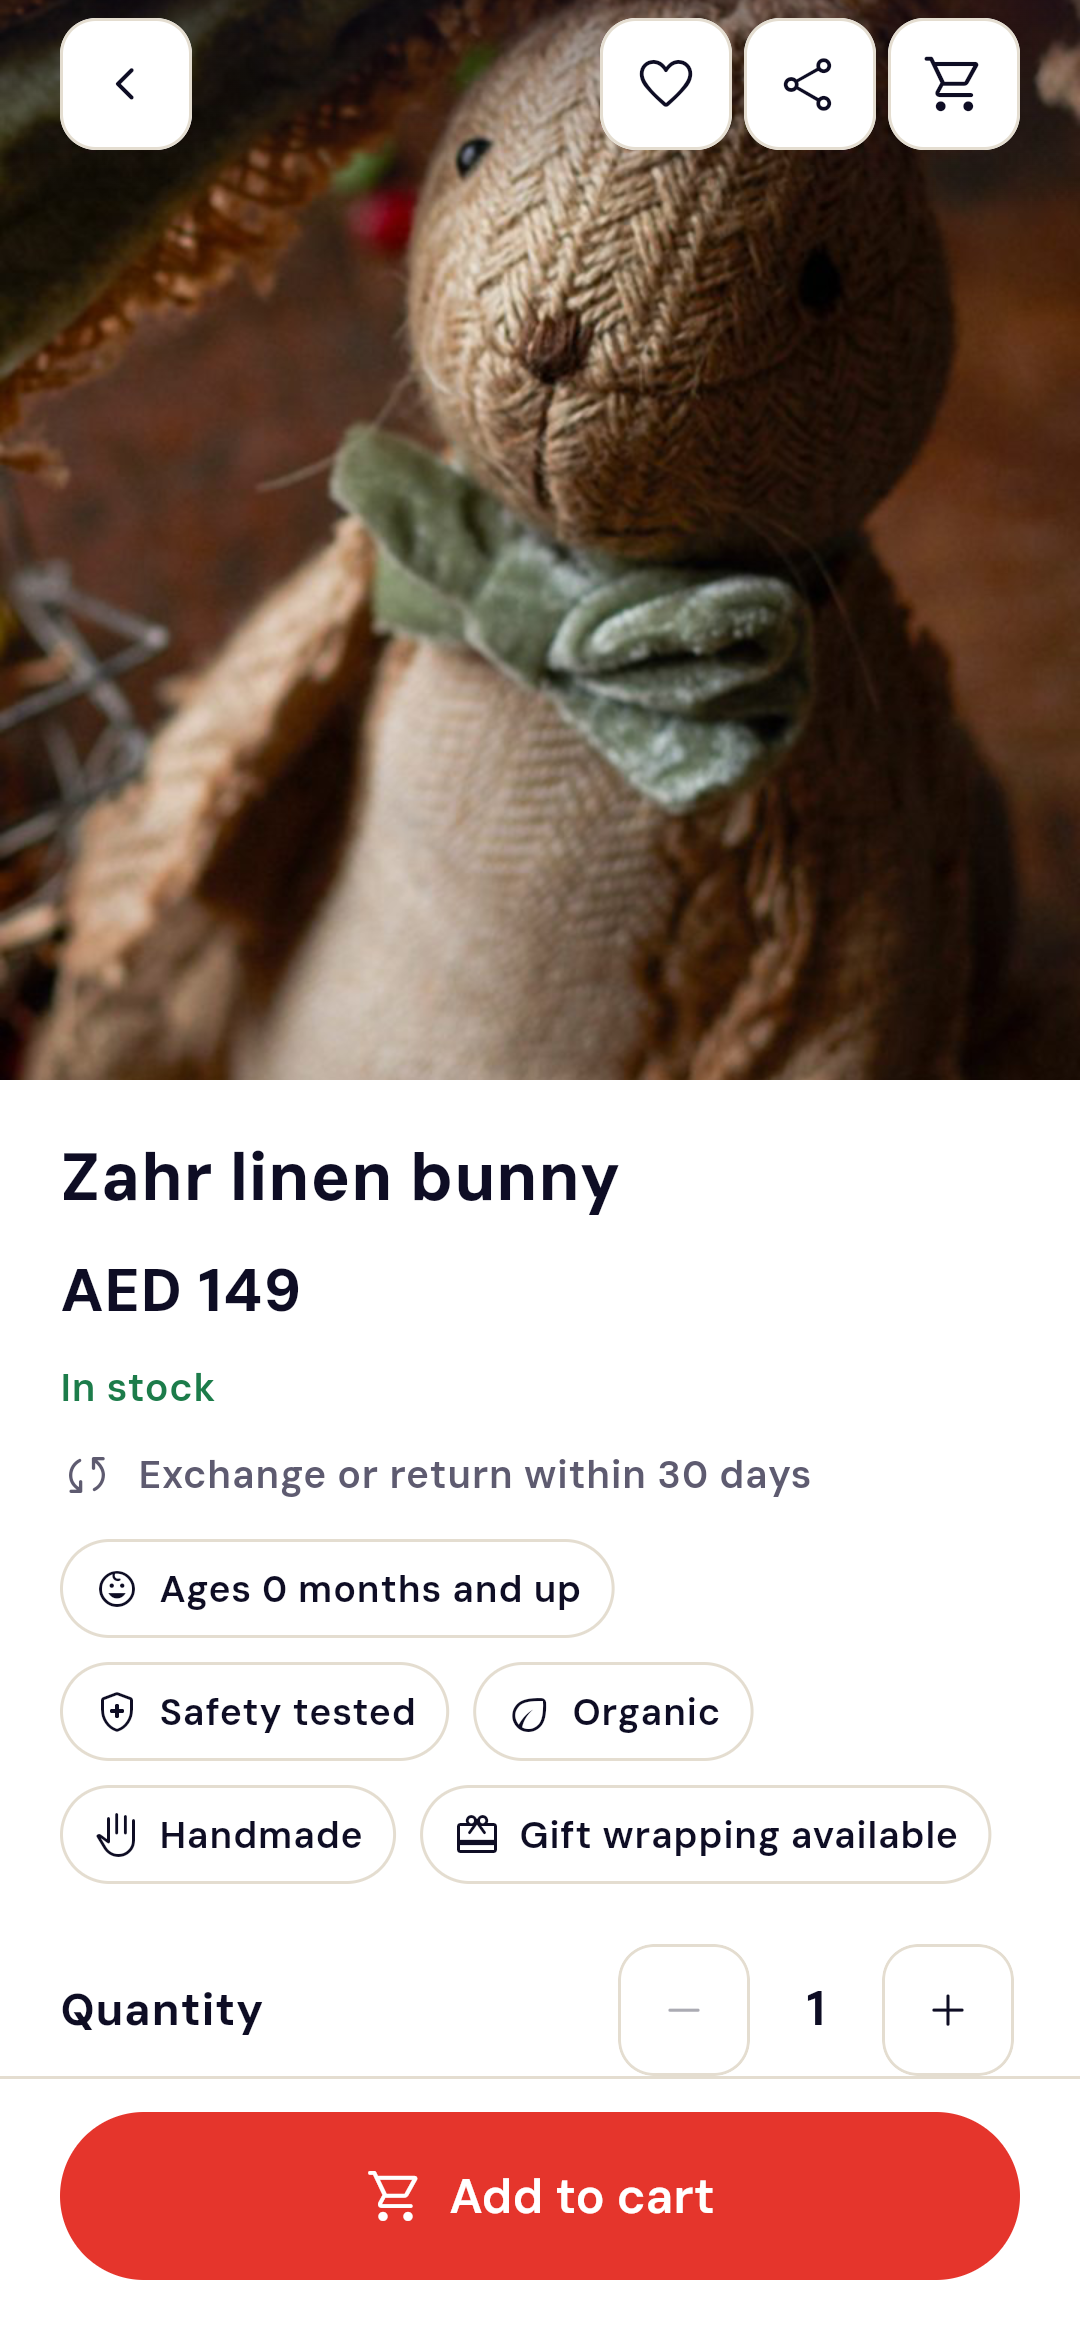 Zahr linen bunny
AED 149
In stock
Exchange or return within 30 days
Ages 0 months and up
Safety tested
Organic
Handmade
Gift wrapping available
Quantity
1
Add to cart